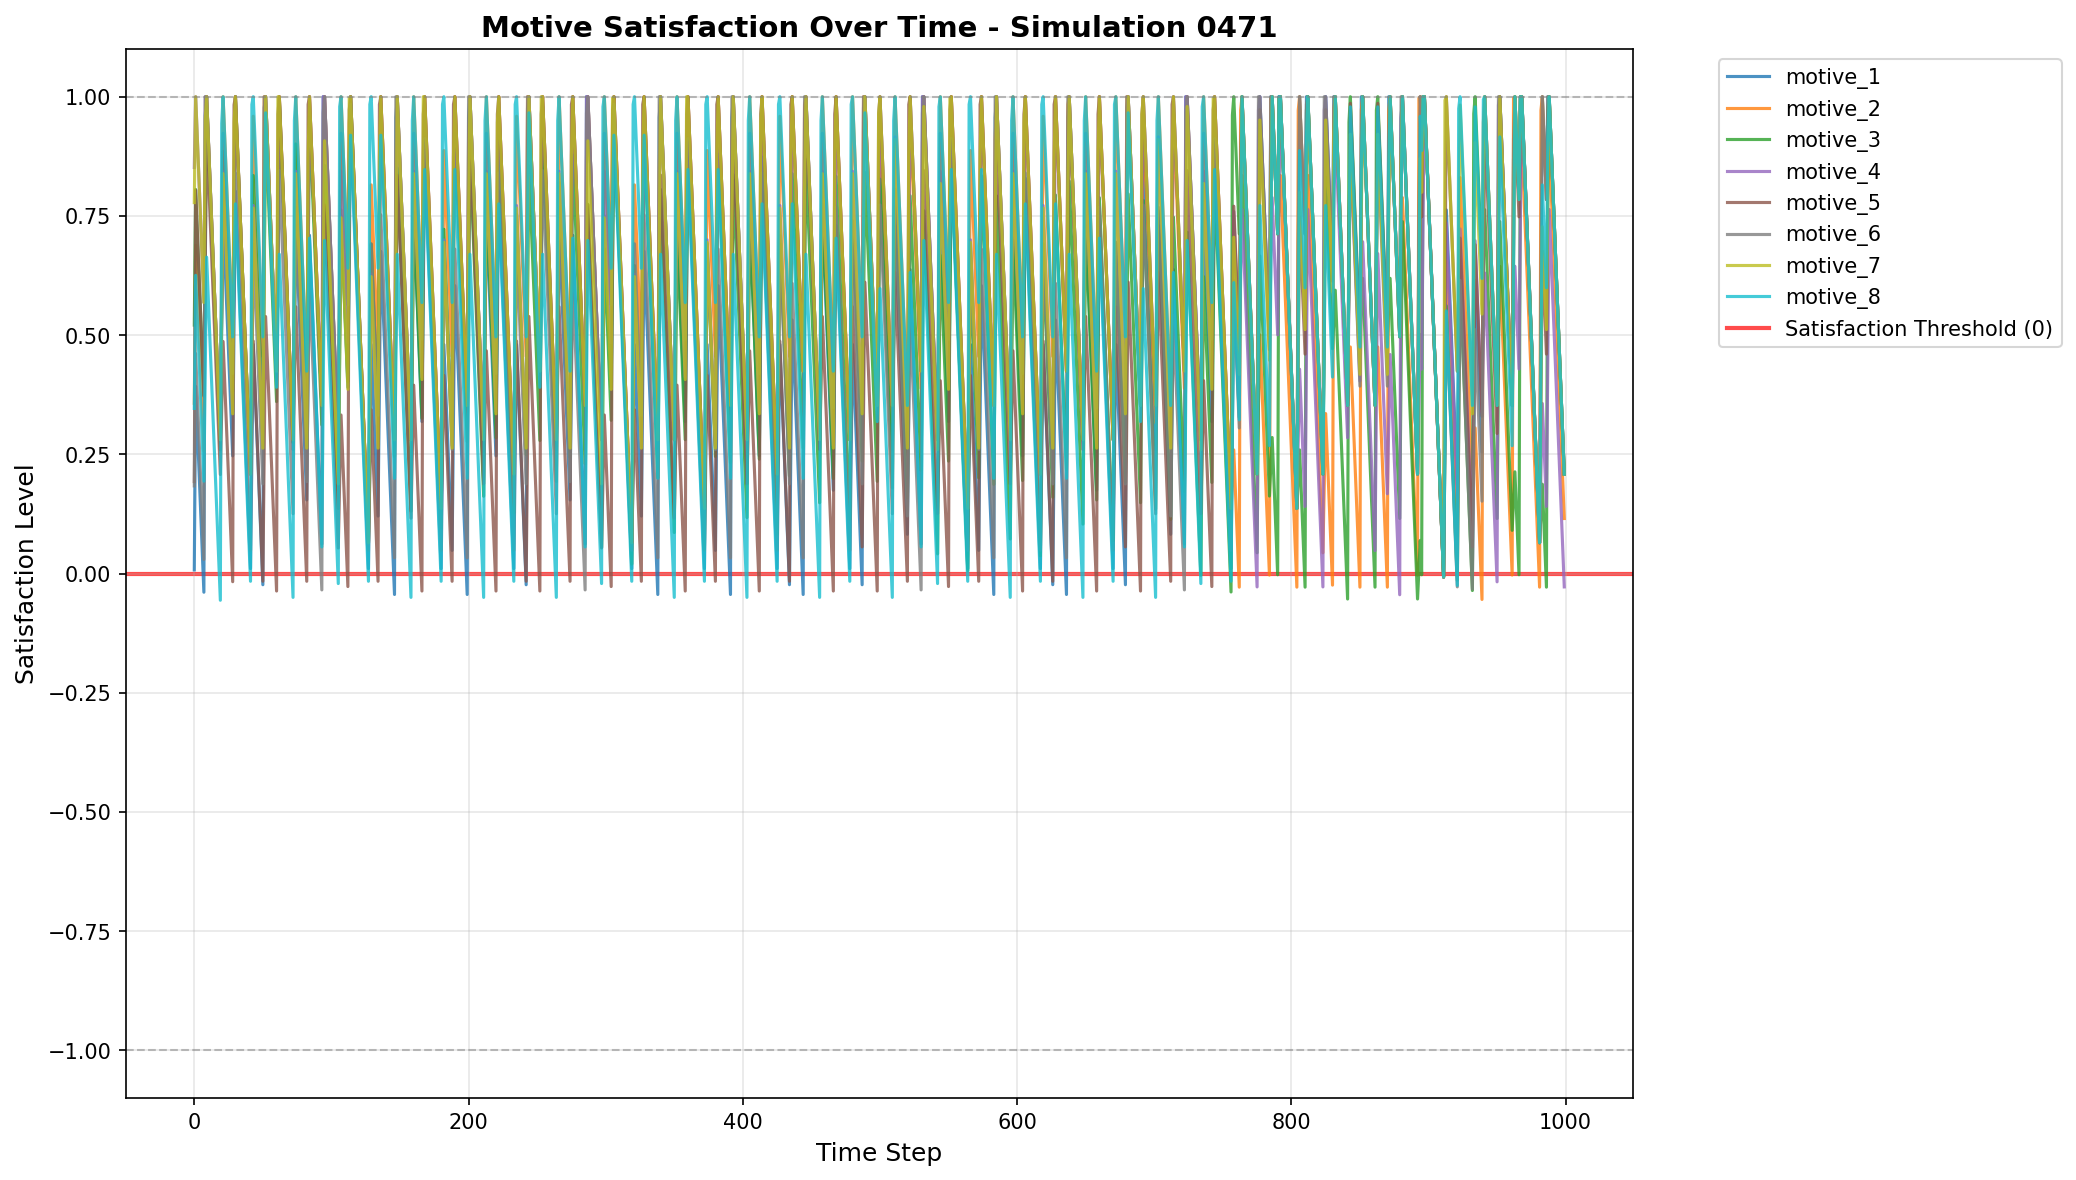 Motive Satisfaction Over Time - Simulation 0471
Satisfaction Level
1.00
0.75
0.50
0.25
0.00
−0.25
−0.50
−0.75
−1.00
0
200
400
600
800
1000
Time Step
motive_1
motive_2
motive_3
motive_4
motive_5
motive_6
motive_7
motive_8
Satisfaction Threshold (0)